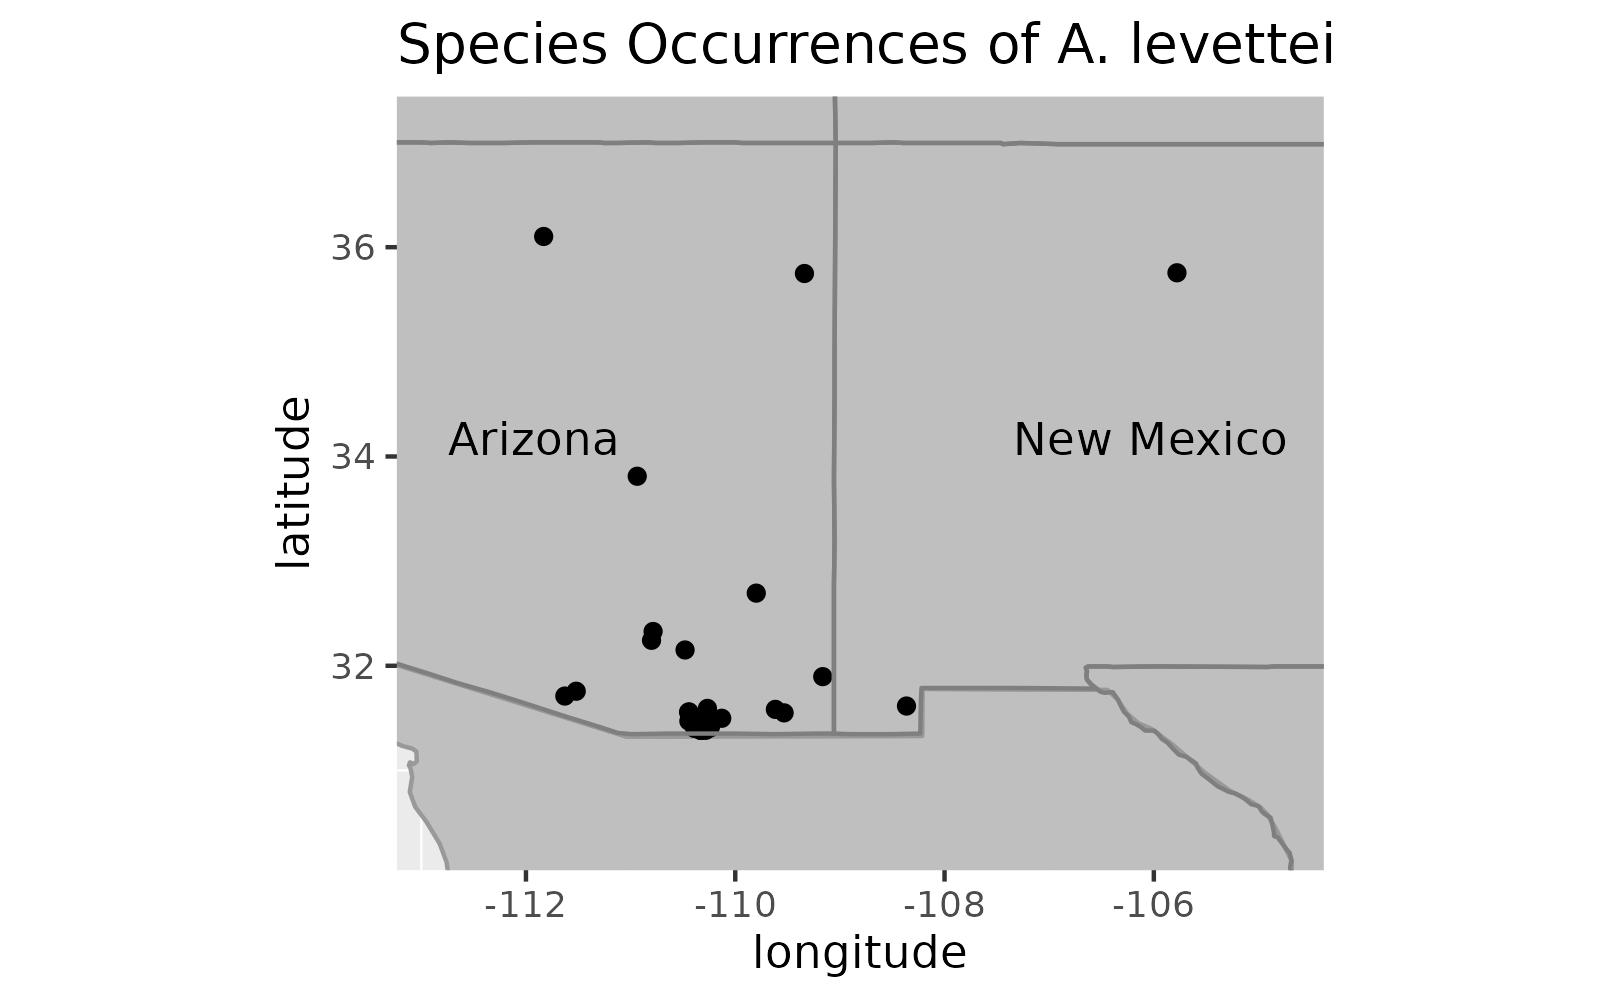 Species Occurrences of A. levettei
36
34
32
latitude
Arizona
New Mexico
-112
-110
-108
-106
longitude